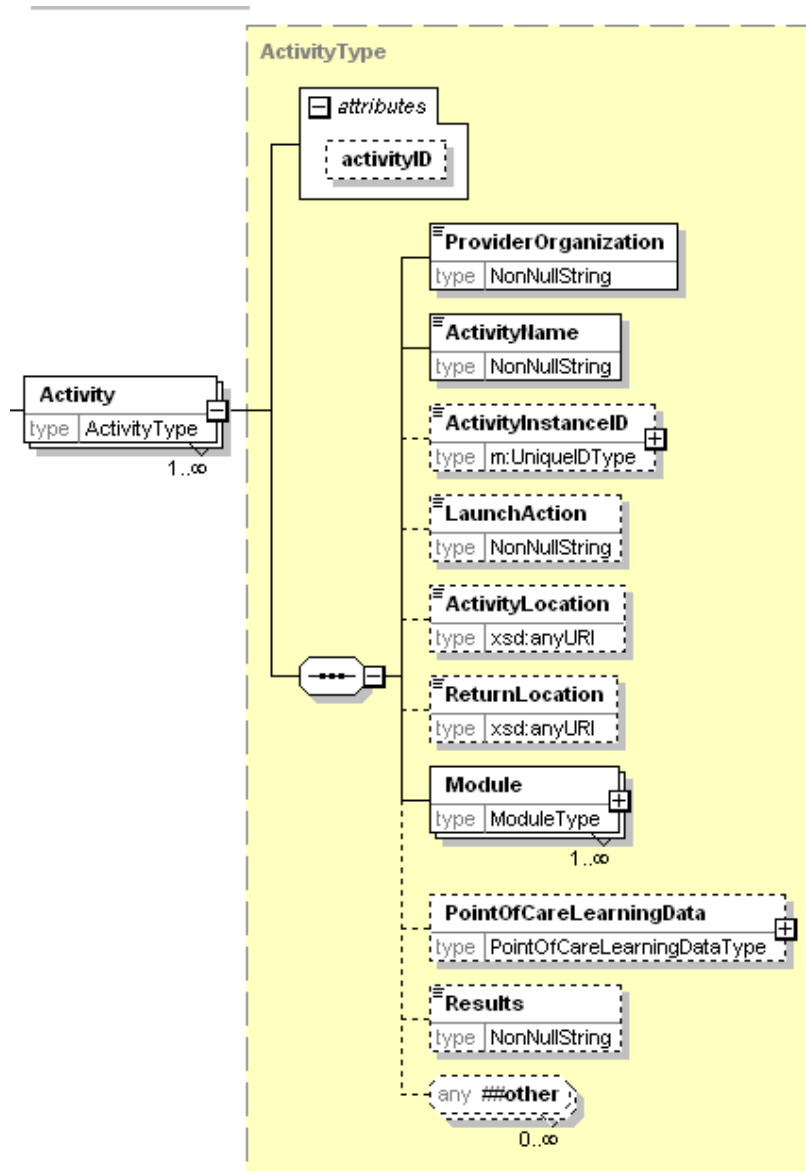 ActivityType
attributes
activityID
ProviderOrganization
type NonNullString
ActivityName
type NonNullString
Activity
type ActivityType
1..∞
ActivityInstanceID
type m:UniqueIDType
LaunchAction
type NonNullString
ActivityLocation
type xsd:anyURI
ReturnLocation
type xsd:anyURI
Module
type ModuleType
1..∞
PointOfCareLearningData
type PointOfCareLearningDataType
Results
type NonNullString
any ##other
0..∞